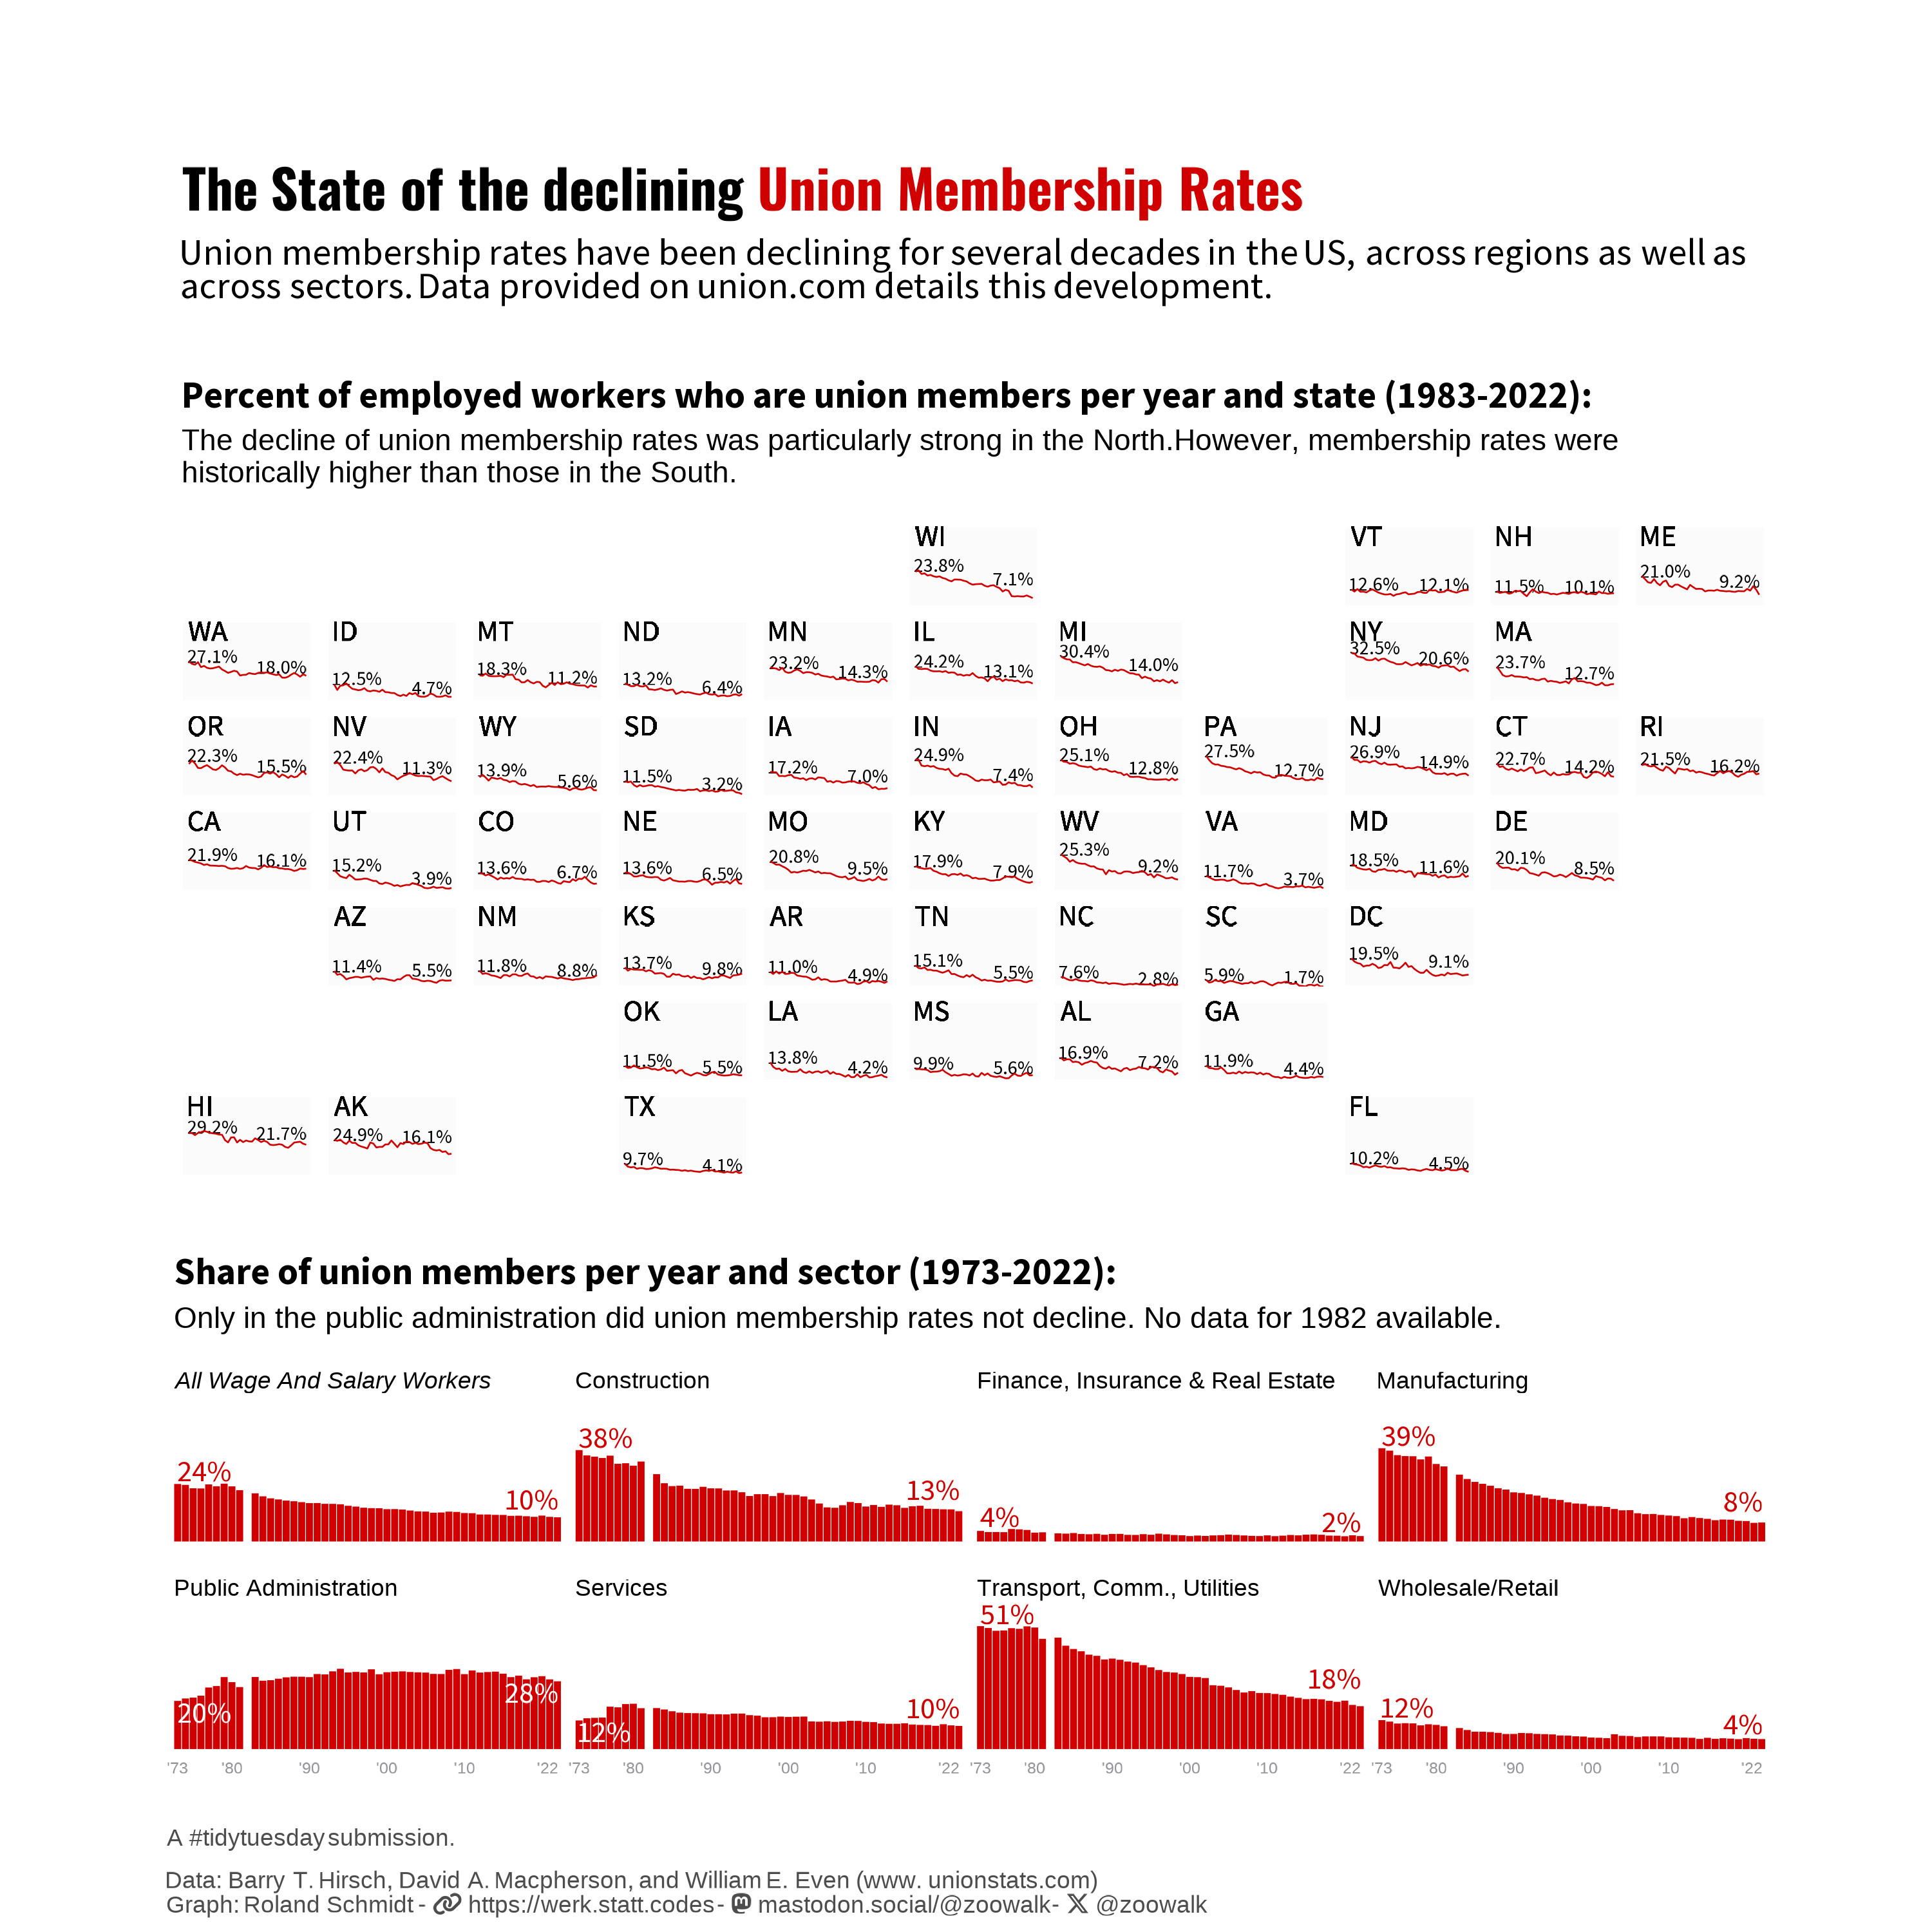 The State of the declining Union Membership Rates
Union membership rates have been declining for several decades in the US, across regions as well as
across sectors. Data provided on union.com details this development.
Percent of employed workers who are union members per year and state (1983-2022):
The decline of union membership rates was particularly strong in the North.However, membership rates were
historically higher than those in the South.
WI VT NH ME
23.8% 7.1% 12.6% 12.1% 11.5% 10.1% 21.0% 9.2%
WA ID MT ND MN IL MI NY MA
27.1% 18.0% 12.5% 4.7% 18.3% 11.2% 13.2% 6.4% 23.2% 14.3% 24.2% 13.1% 30.4% 14.0% 32.5% 20.6% 23.7% 12.7%
OR NV WY SD IA IN OH PA NJ CT RI
22.3% 15.5% 22.4% 11.3% 13.9% 5.6% 11.5% 3.2% 17.2% 7.0% 24.9% 7.4% 25.1% 12.8% 27.5% 12.7% 26.9% 14.9% 22.7% 14.2% 21.5% 16.2%
CA UT CO NE MO KY WV VA MD DE
21.9% 16.1% 15.2% 3.9% 13.6% 6.7% 13.6% 6.5% 20.8% 9.5% 17.9% 7.9% 25.3% 9.2% 11.7% 3.7% 18.5% 11.6% 20.1% 8.5%
AZ NM KS AR TN NC SC DC
11.4% 5.5% 11.8% 8.8% 13.7% 9.8% 11.0% 4.9% 15.1% 5.5% 7.6% 2.8% 5.9% 1.7% 19.5% 9.1%
OK LA MS AL GA
11.5% 5.5% 13.8% 4.2% 9.9% 5.6% 16.9% 7.2% 11.9% 4.4%
HI AK TX FL
29.2% 21.7% 24.9% 16.1% 9.7% 4.1% 10.2% 4.5%
Share of union members per year and sector (1973-2022):
Only in the public administration did union membership rates not decline. No data for 1982 available.
All Wage And Salary Workers Construction Finance, Insurance & Real Estate Manufacturing
24% 10% 38% 13% 4% 2% 39% 8%
Public Administration Services Transport, Comm., Utilities Wholesale/Retail
20% 28% 12% 10% 51% 18% 12% 4%
'73 '80 '90 '00 '10 '22 '73 '80 '90 '00 '10 '22 '73 '80 '90 '00 '10 '22 '73 '80 '90 '00 '10 '22
A #tidytuesday submission.
Data: Barry T. Hirsch, David A. Macpherson, and William E. Even (www. unionstats.com)
Graph: Roland Schmidt - https://werk.statt.codes - mastodon.social/@zoowalk - 𝕏 @zoowalk